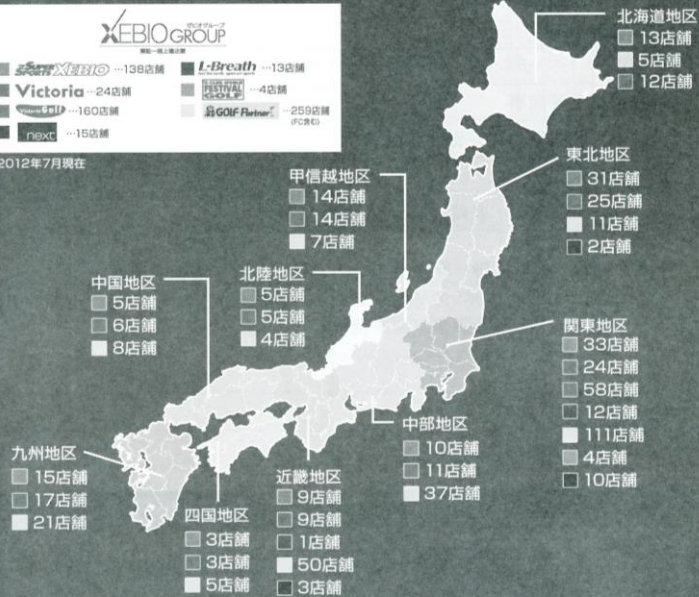 XEBIO GROUP
ゼビオグループ
東証一部上場企業
SUPER SPORTS XEBIO …138店舗
Victoria …24店舗
Victoria Golf …160店舗
next …15店舗
L-Breath …13店舗
FESTIVAL GOLF …4店舗
GOLF Partner …259店舗
(FC含む)
2012年7月現在
北海道地区
13店舗
5店舗
12店舗
東北地区
31店舗
25店舗
11店舗
2店舗
甲信越地区
14店舗
14店舗
7店舗
北陸地区
5店舗
5店舗
4店舗
中国地区
5店舗
6店舗
8店舗
関東地区
33店舗
24店舗
58店舗
12店舗
111店舗
4店舗
10店舗
中部地区
10店舗
11店舗
37店舗
九州地区
15店舗
17店舗
21店舗
四国地区
3店舗
3店舗
5店舗
近畿地区
9店舗
9店舗
1店舗
50店舗
3店舗